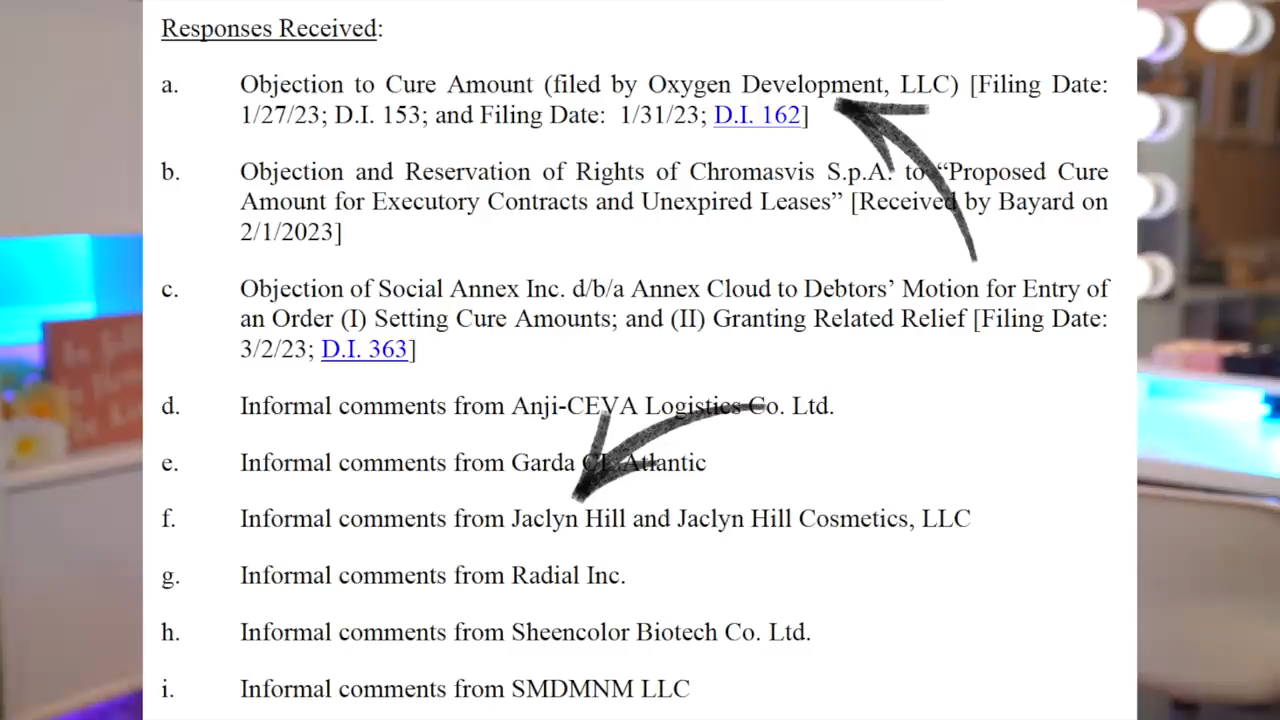 Responses Received:
a. Objection to Cure Amount (filed by Oxygen Development, LLC) [Filing Date:
1/27/23; D.I. 153; and Filing Date: 1/31/23; D.I. 162]
b. Objection and Reservation of Rights of Chromasvis S.p.A. to “Proposed Cure
Amount for Executory Contracts and Unexpired Leases” [Received by Bayard on
2/1/2023]
c. Objection of Social Annex Inc. d/b/a Annex Cloud to Debtors’ Motion for Entry of
an Order (I) Setting Cure Amounts; and (II) Granting Related Relief [Filing Date:
3/2/23; D.I. 363]
d. Informal comments from Anji-CEVA Logistics Co. Ltd.
e. Informal comments from Garda CL Atlantic
f. Informal comments from Jaclyn Hill and Jaclyn Hill Cosmetics, LLC
g. Informal comments from Radial Inc.
h. Informal comments from Sheencolor Biotech Co. Ltd.
i. Informal comments from SMDMNM LLC